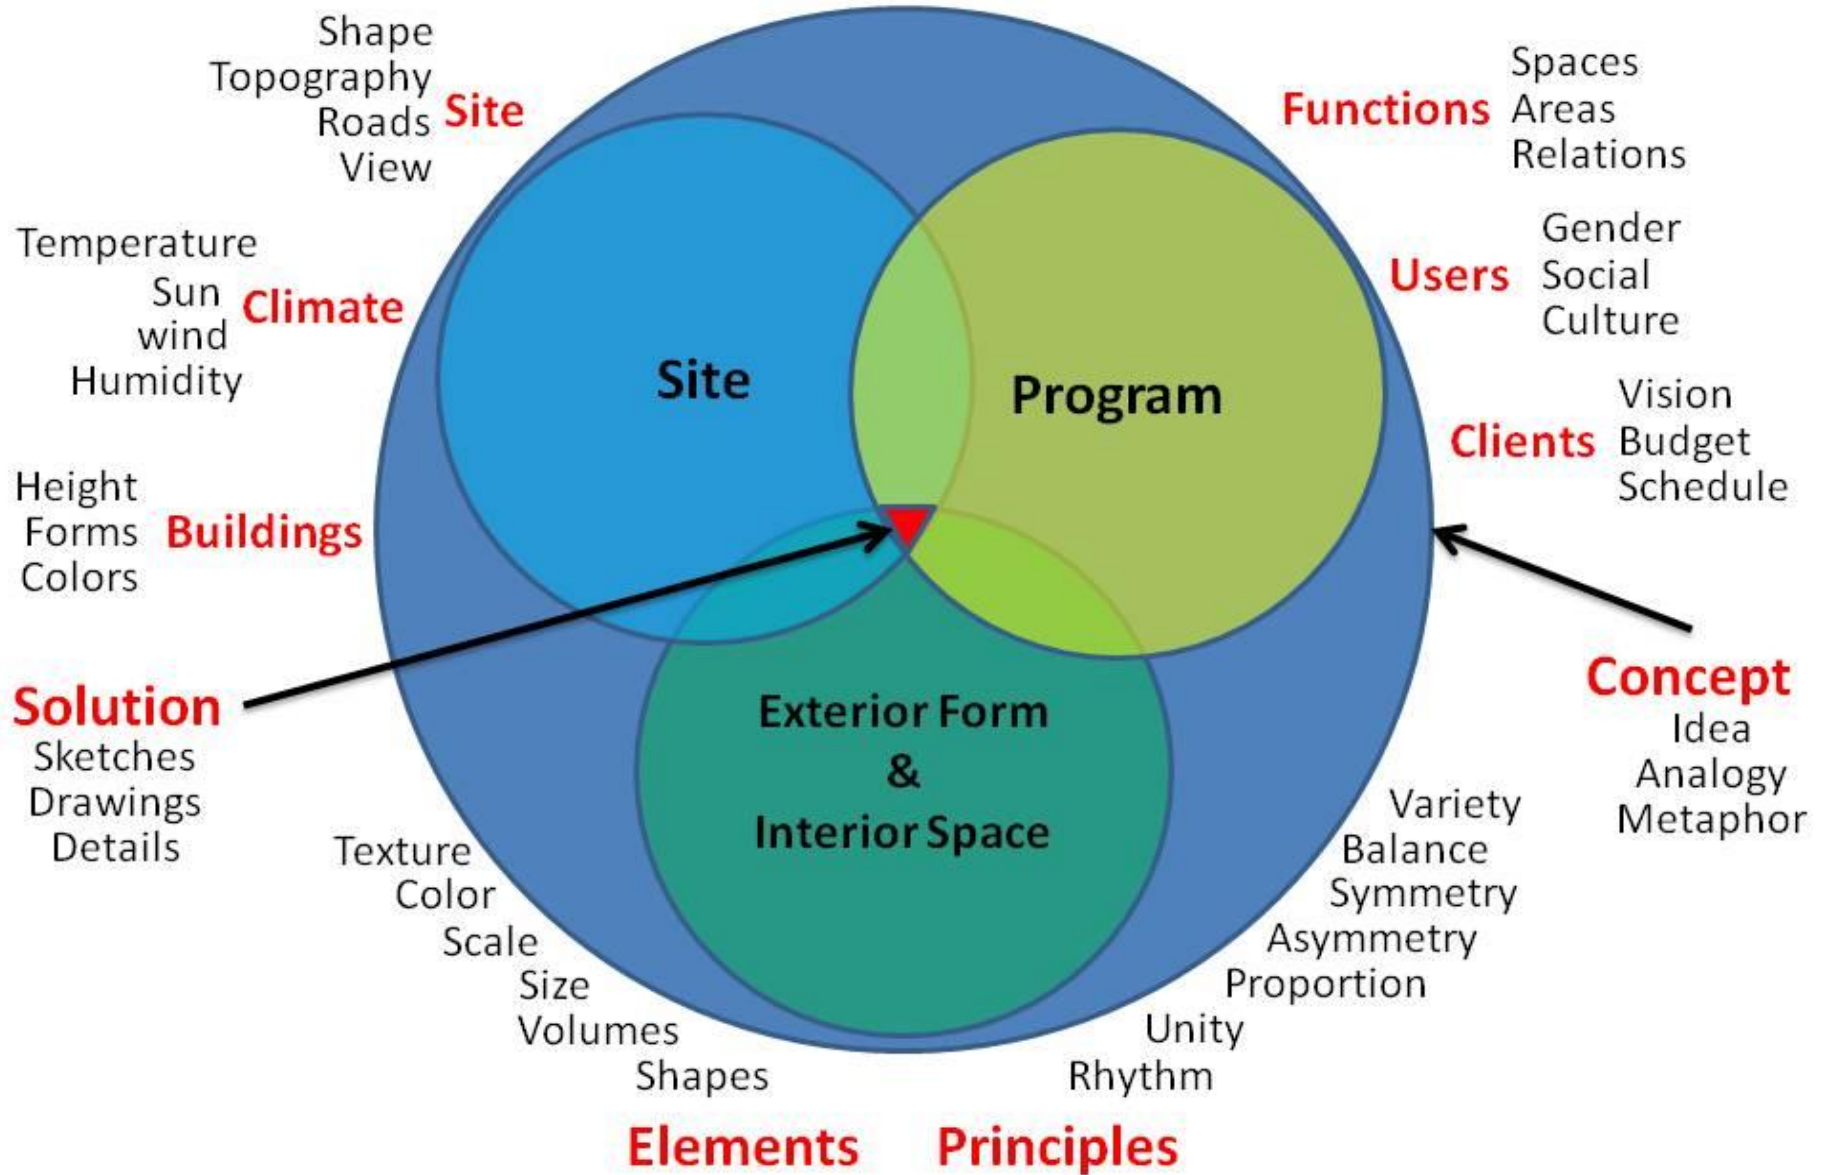 Shape
Topography
Roads
View
Site
Temperature
Sun
wind
Humidity
Climate
Height
Forms
Colors
Buildings
Solution
Sketches
Drawings
Details
Site
Program
Exterior Form
&
Interior Space
Functions
Spaces
Areas
Relations
Users
Gender
Social
Culture
Clients
Vision
Budget
Schedule
Concept
Idea
Analogy
Metaphor
Texture
Color
Scale
Size
Volumes
Shapes
Elements
Variety
Balance
Symmetry
Asymmetry
Proportion
Unity
Rhythm
Principles